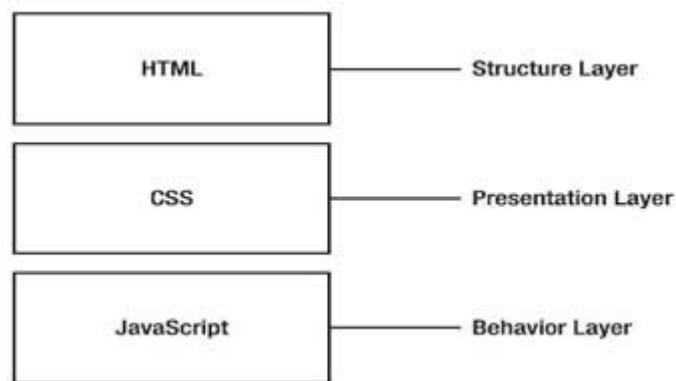 HTML
Structure Layer
CSS
Presentation Layer
JavaScript
Behavior Layer